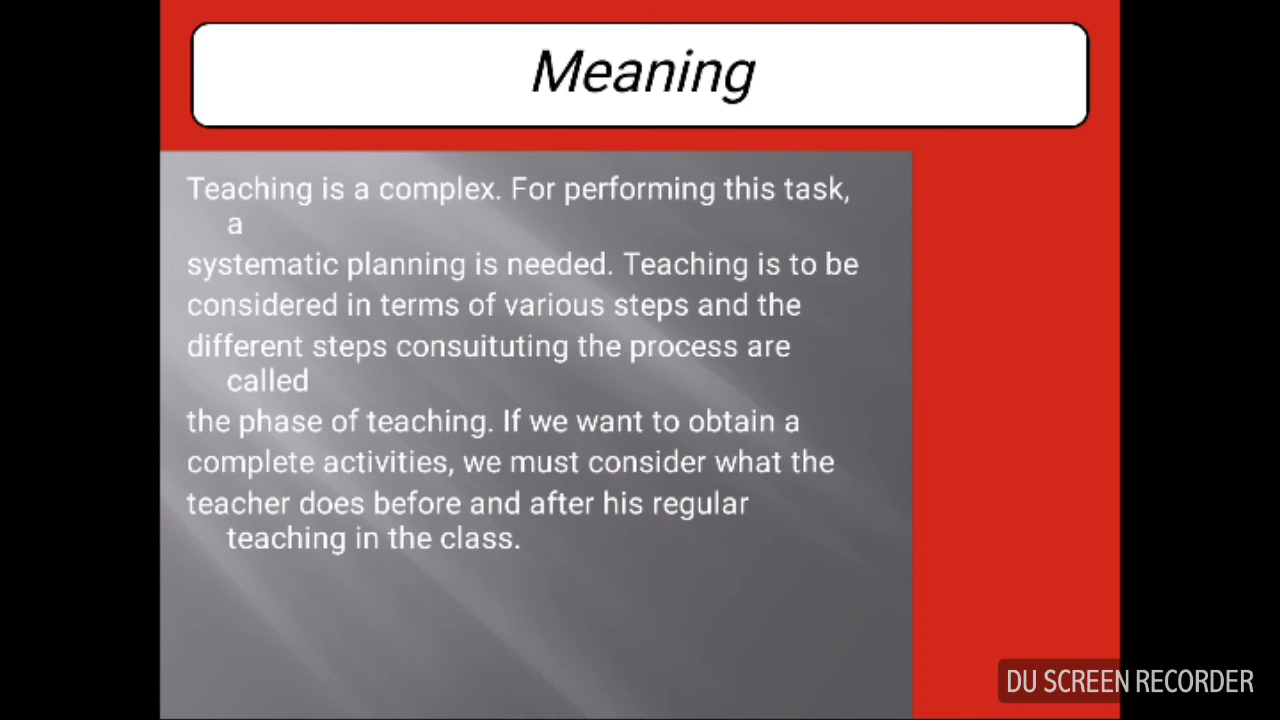 Meaning
Teaching is a complex. For performing this task,
a
systematic planning is needed. Teaching is to be
considered in terms of various steps and the
different steps consuituting the process are
called
the phase of teaching. If we want to obtain a
complete activities, we must consider what the
teacher does before and after his regular
teaching in the class.
DU SCREEN RECORDER